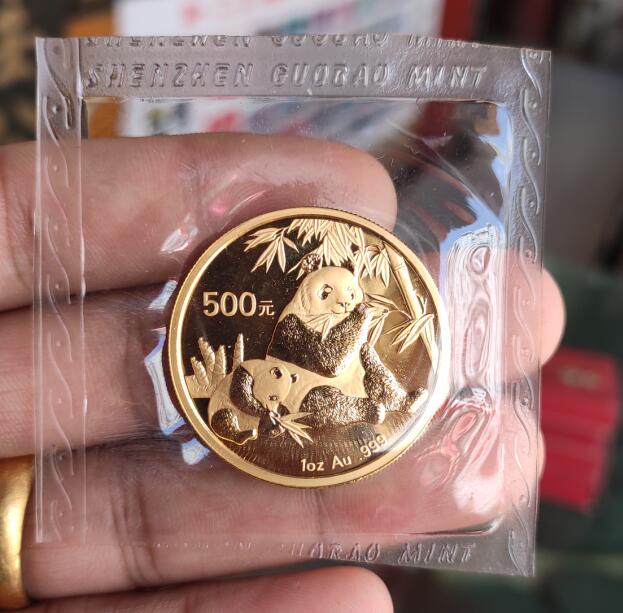 SHENZHEN GUOBAO MINT
500元
1oz Au .999
GUOBAO MINT